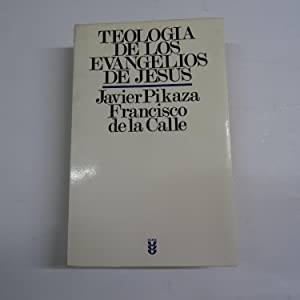 TEOLOGIA
DE LOS
EVANGELIOS
DE JESUS
Javier Pikaza
Francisco
de la Calle